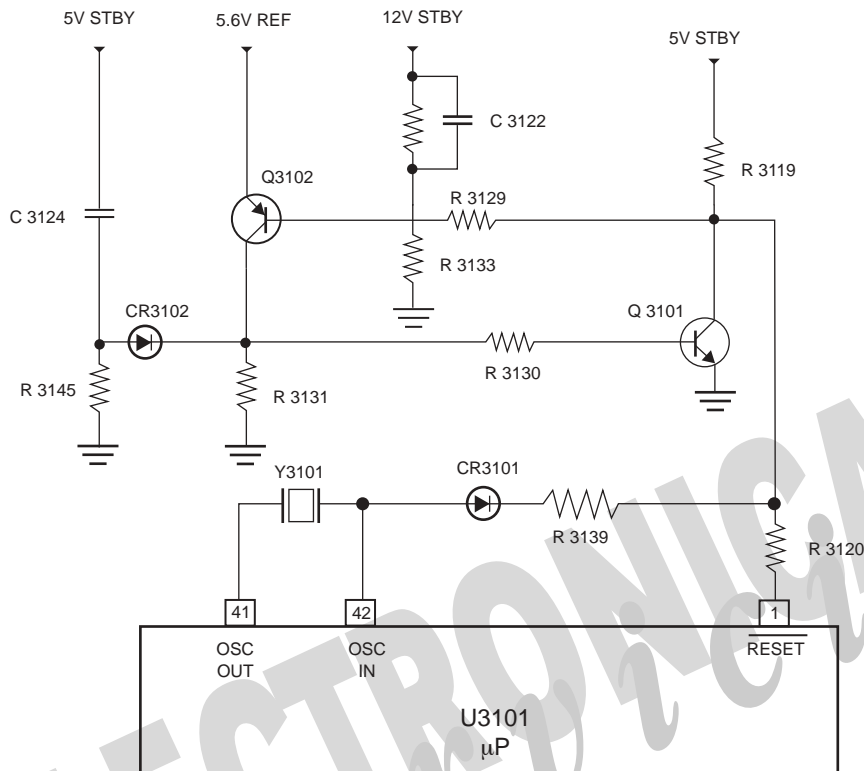 5V STBY
5.6V REF
12V STBY
5V STBY
C 3122
R 3119
Q3102
R 3129
C 3124
R 3133
CR3102
Q 3101
R 3130
R 3145
R 3131
Y3101
CR3101
R 3139
R 3120
41
42
1
OSC
OUT
OSC
IN
RESET
U3101
µP